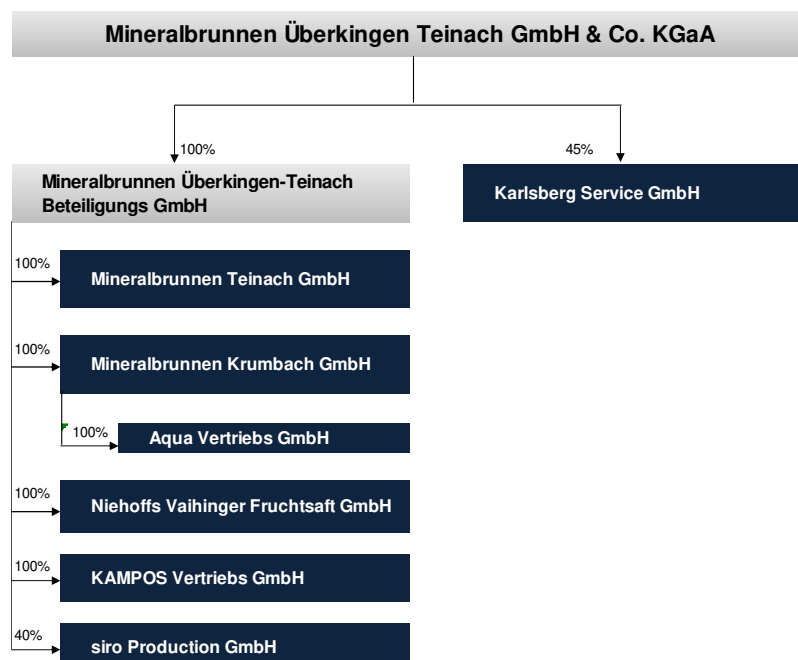 Mineralbrunnen Überkingen Teinach GmbH & Co. KGaA
100%
45%
Mineralbrunnen Überkingen-Teinach
Beteiligungs GmbH
Karlsberg Service GmbH
100%
Mineralbrunnen Teinach GmbH
100%
Mineralbrunnen Krumbach GmbH
100%
Aqua Vertriebs GmbH
100%
Niehoffs Vaihinger Fruchtsaft GmbH
100%
KAMPOS Vertriebs GmbH
40%
siro Production GmbH